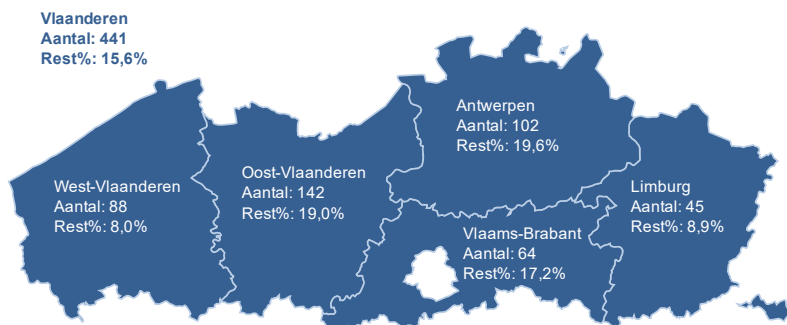 Vlaanderen
Aantal: 441
Rest%: 15,6%
Antwerpen
Aantal: 102
Rest%: 19,6%
Oost-Vlaanderen
Aantal: 142
Rest%: 19,0%
West-Vlaanderen
Aantal: 88
Rest%: 8,0%
Limburg
Aantal: 45
Rest%: 8,9%
Vlaams-Brabant
Aantal: 64
Rest%: 17,2%